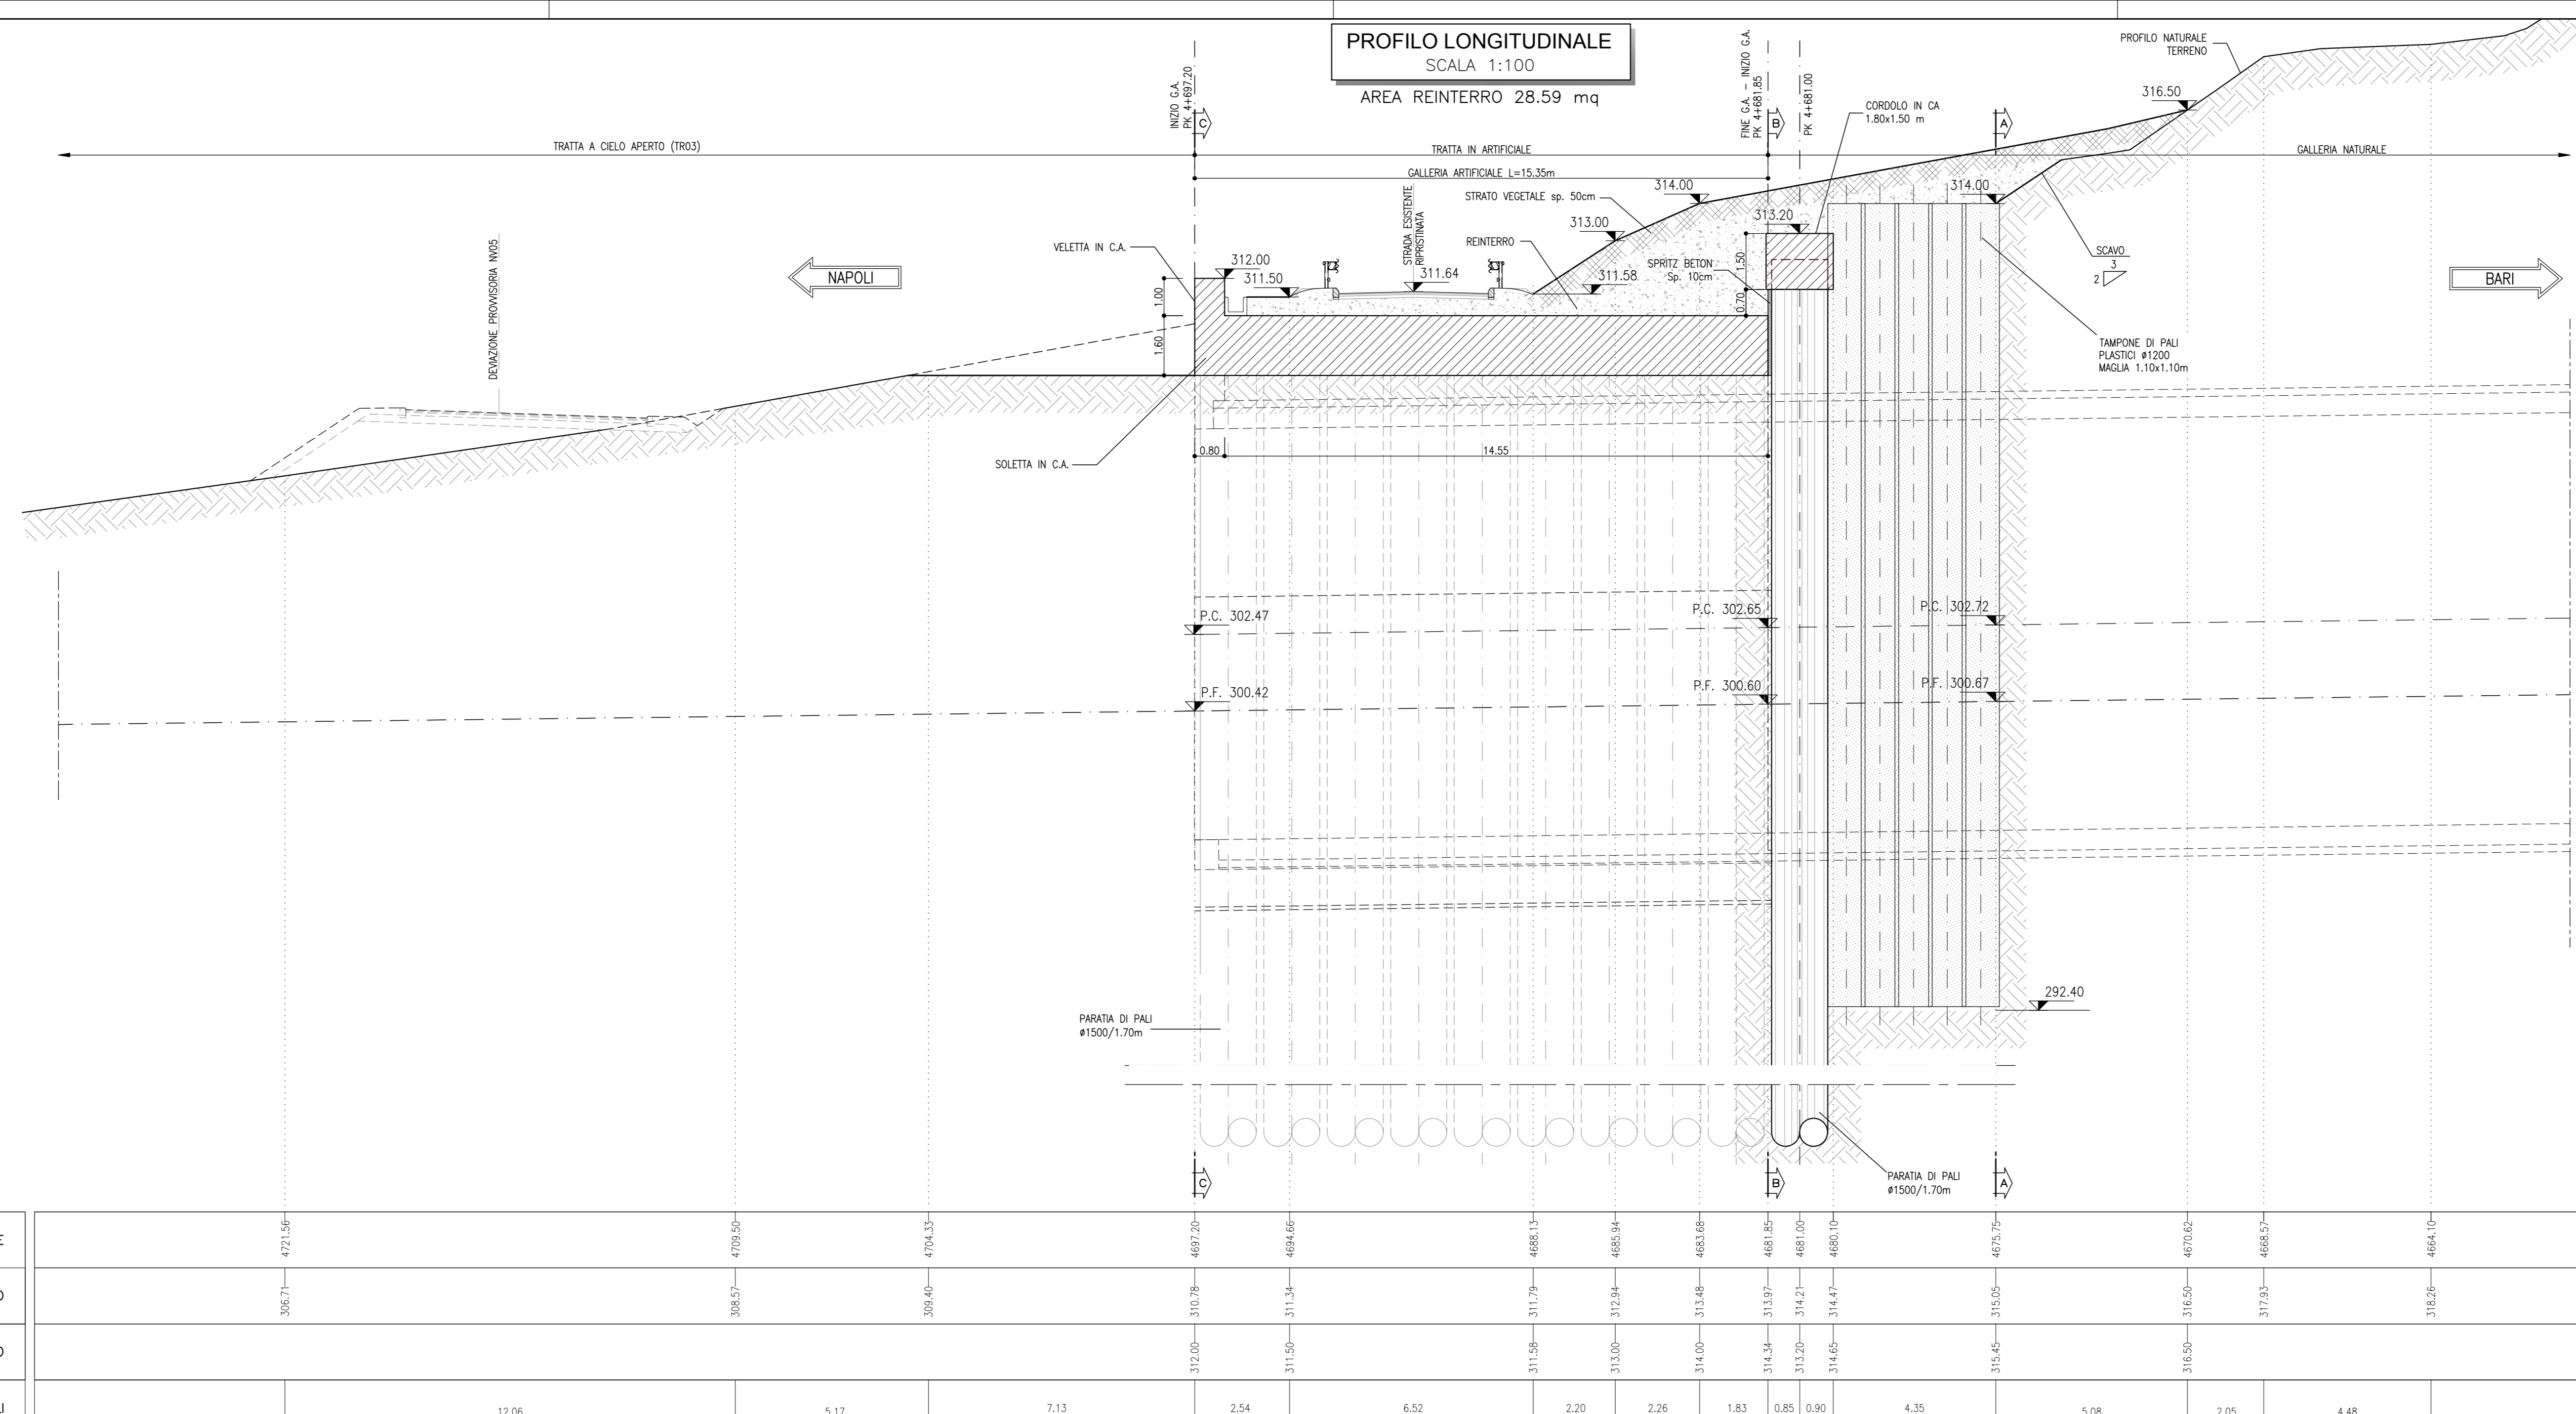 PROFILO LONGITUDINALE
SCALA 1:100
AREA REINTERRO 28.59 mq
INIZIO G.A.
PK 4+697.20
FINE G.A. - INIZIO G.A.
PK 4+681.85
PK 4+681.00
PROFILO NATURALE
TERRENO
316.50
CORDOLO IN CA
1.80x1.50 m
C
B
A
TRATTA A CIELO APERTO (TR03)
TRATTA IN ARTIFICIALE
GALLERIA NATURALE
GALLERIA ARTIFICIALE L=15.35m
STRATO VEGETALE sp. 50cm
314.00
314.00
313.20
313.00
STRADA ESISTENTE
RIPRISTINATA
REINTERRO
VELETTA IN C.A.
DEVIAZIONE PROVVISORIA NV05
NAPOLI
312.00
311.50
311.64
311.58
SPRITZ BETON
Sp. 10cm
1.50
0.70
1.00
1.60
SCAVO
3
2
BARI
TAMPONE DI PALI
PLASTICI ø1200
MAGLIA 1.10x1.10m
SOLETTA IN C.A.
0.80
14.55
P.C. 302.47
P.C. 302.65
P.C. 302.72
P.F. 300.42
P.F. 300.60
P.F. 300.67
292.40
PARATIA DI PALI
ø1500/1.70m
PARATIA DI PALI
ø1500/1.70m
C
B
A
E
4721.56 4709.50 4704.33 4697.20 4694.66 4688.13 4685.94 4683.68 4681.85 4681.00 4680.10 4675.75 4670.62 4668.57 4664.10
O
306.71 308.57 309.40 310.78 311.34 311.79 312.94 313.48 313.97 314.21 314.47 315.05 316.50 317.93 318.26
O
312.00 311.50 311.58 313.00 314.00 314.34 313.20 314.65 315.45 316.50
LI
12.06 5.17 7.13 2.54 6.52 2.20 2.26 1.83 0.85 0.90 4.35 5.08 2.05 4.48